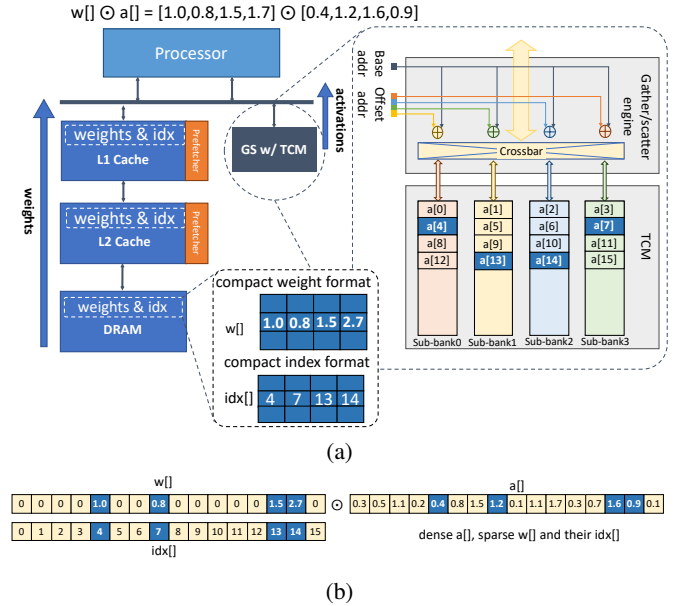 w[] ⊙ a[] = [1.0,0.8,1.5,1.7] ⊙ [0.4,1.2,1.6,0.9]
Processor
weights
weights & idx
L1 Cache
Prefetcher
weights & idx
L2 Cache
Prefetcher
weights & idx
DRAM
GS w/ TCM
activations
Base addr
Offset addr
Gather/scatter engine
Crossbar
TCM
a[0] a[1] a[2] a[3]
a[4] a[5] a[6] a[7]
a[8] a[9] a[10] a[11]
a[12] a[13] a[14] a[15]
Sub-bank0 Sub-bank1 Sub-bank2 Sub-bank3
compact weight format
w[] 1.0 0.8 1.5 2.7
compact index format
idx[] 4 7 13 14
(a)
w[]
0 0 0 0 1.0 0 0 0.8 0 0 0 0 0 1.5 2.7 0
⊙
0 1 2 3 4 5 6 7 8 9 10 11 12 13 14 15
idx[]
a[]
0.3 0.5 1.1 0.2 0.4 0.8 1.5 1.2 0.1 1.1 1.7 0.3 0.7 1.6 0.9 0.1
dense a[], sparse w[] and their idx[]
(b)